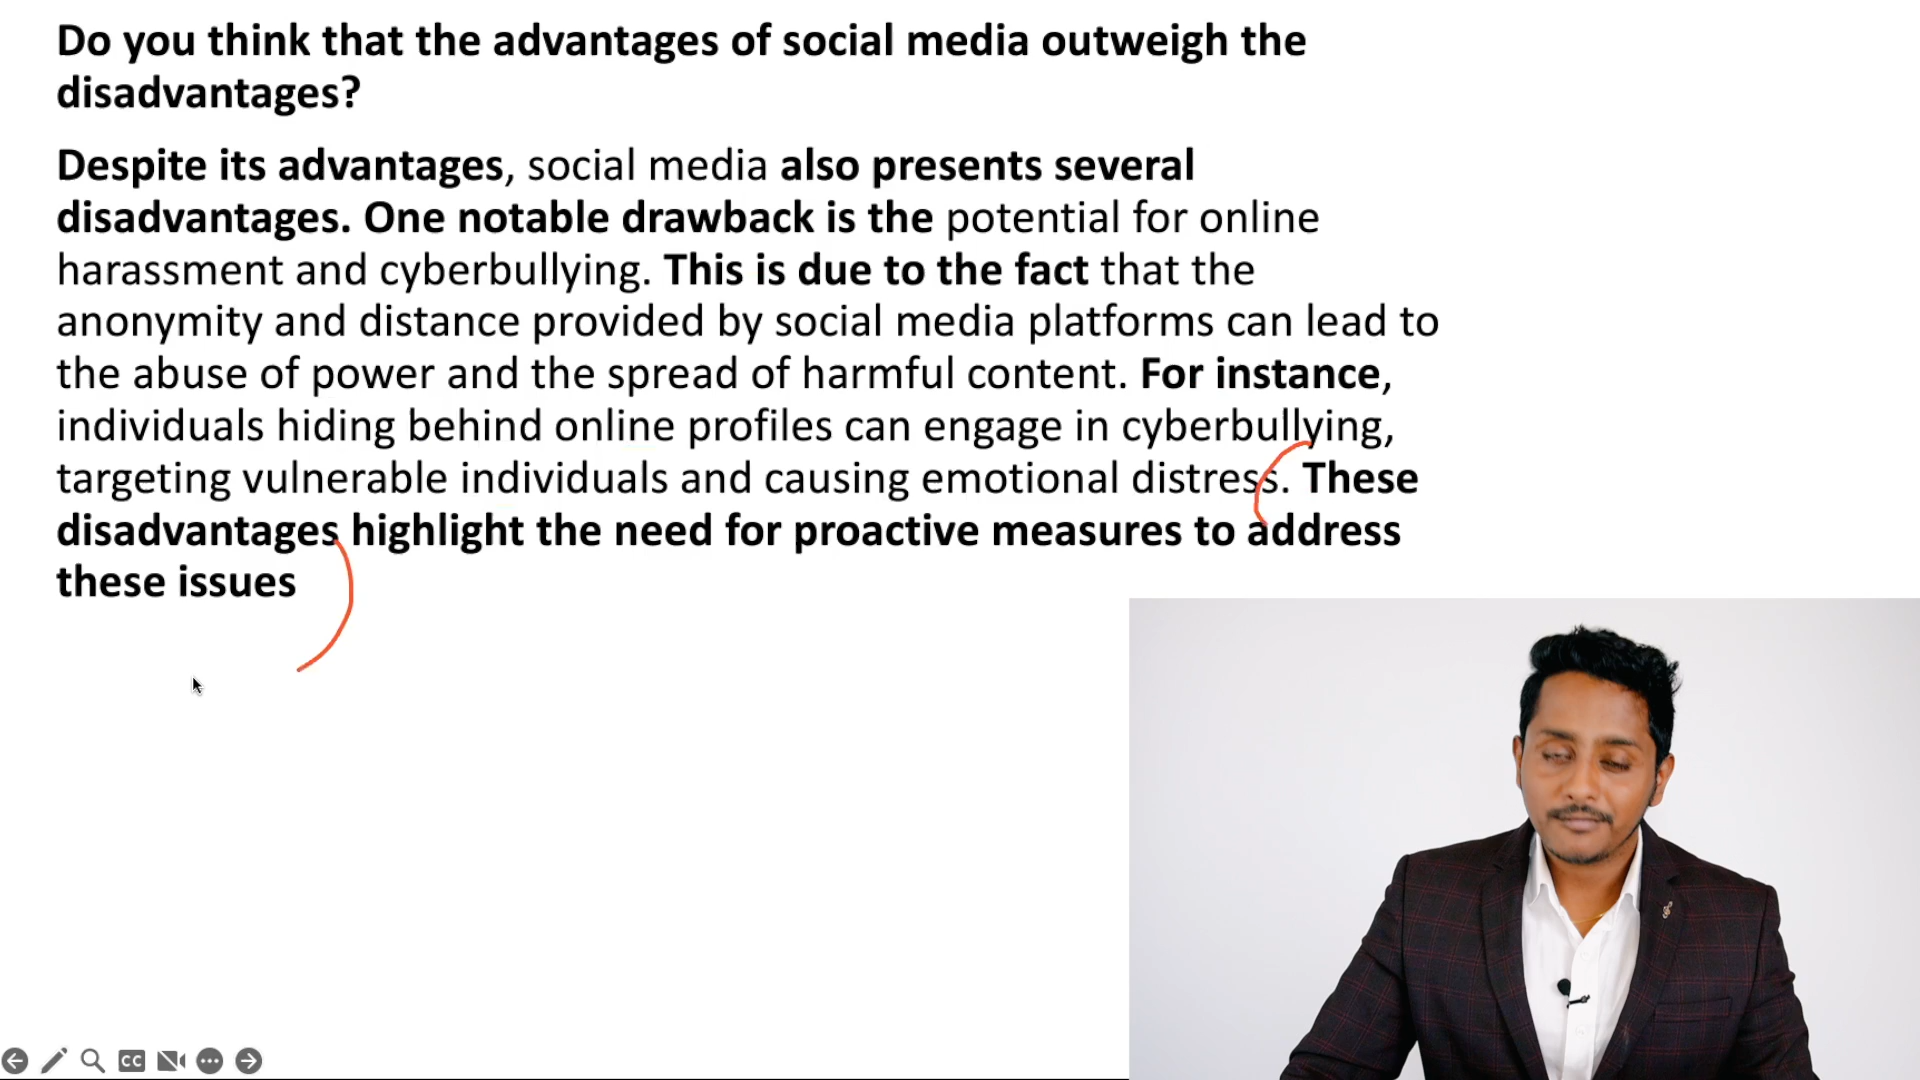 Do you think that the advantages of social media outweigh the
disadvantages?
Despite its advantages, social media also presents several
disadvantages. One notable drawback is the potential for online
harassment and cyberbullying. This is due to the fact that the
anonymity and distance provided by social media platforms can lead to
the abuse of power and the spread of harmful content. For instance,
individuals hiding behind online profiles can engage in cyberbullying,
targeting vulnerable individuals and causing emotional distress. These
disadvantages highlight the need for proactive measures to address
these issues
CC